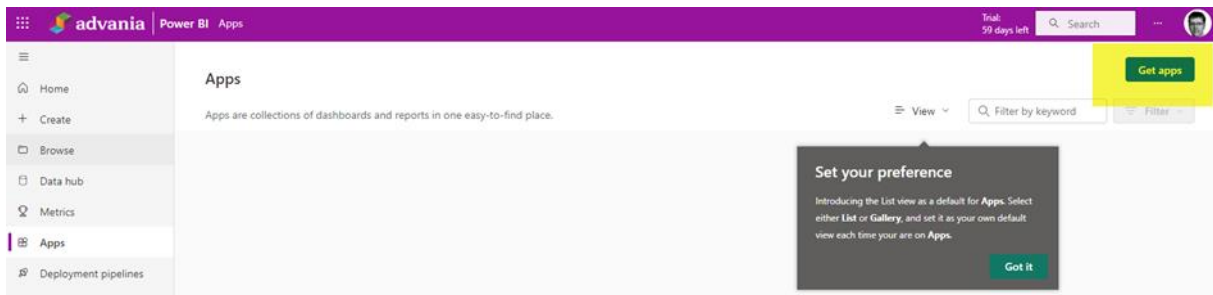 advania Power BI Apps
Trial:
59 days left
Search
Get apps
Home
Create
Browse
Data hub
Metrics
Apps
Deployment pipelines
Apps
Apps are collections of dashboards and reports in one easy-to-find place.
View
Filter by keyword
Filter
Set your preference
Introducing the List view as a default for Apps. Select
either List or Gallery, and set it as your own default
view each time your are on Apps.
Got it